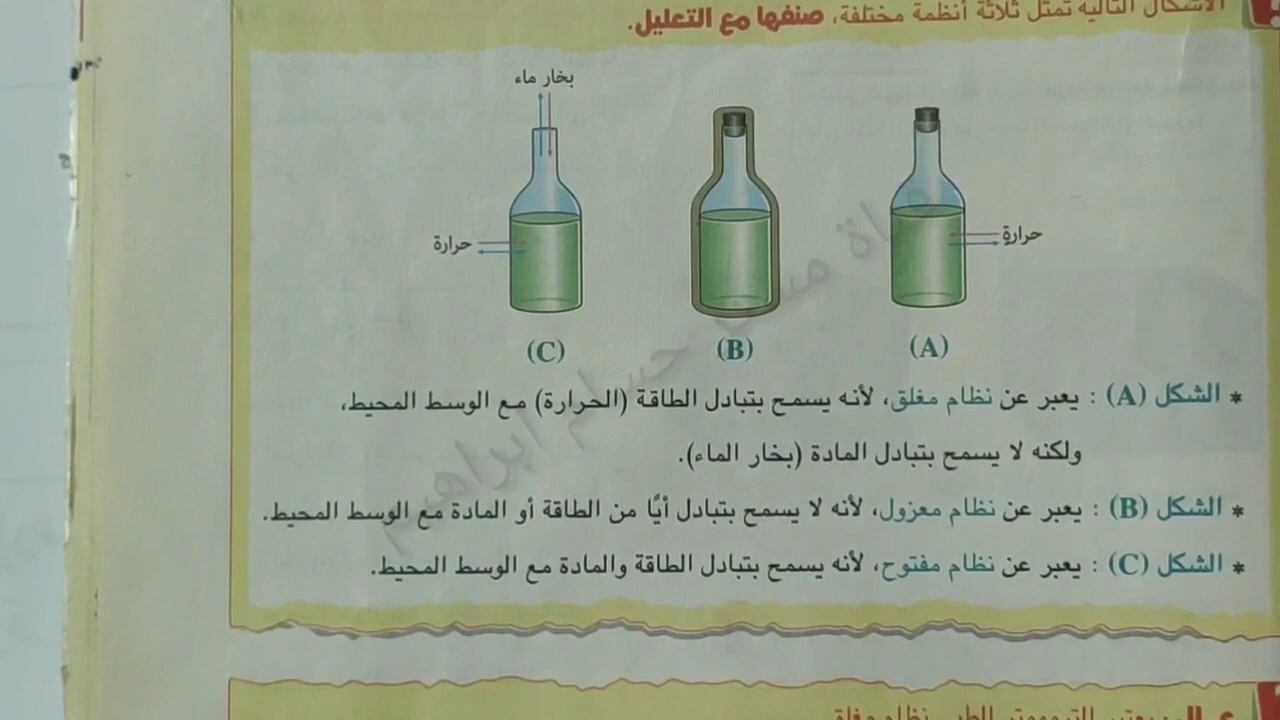 الأشكال التالية تمثل ثلاثة أنظمة مختلفة، صنفها مع التعليل.
بخار ماء
حرارة
حرارة
(A)
(B)
(C)
* الشكل (A) : يعبر عن نظام مغلق، لأنه يسمح بتبادل الطاقة (الحرارة) مع الوسط المحيط،
ولكنه لا يسمح بتبادل المادة (بخار الماء).
* الشكل (B) : يعبر عن نظام معزول، لأنه لا يسمح بتبادل أيًا من الطاقة أو المادة مع الوسط المحيط.
* الشكل (C) : يعبر عن نظام مفتوح، لأنه يسمح بتبادل الطاقة والمادة مع الوسط المحيط.
حسام ابراهيم